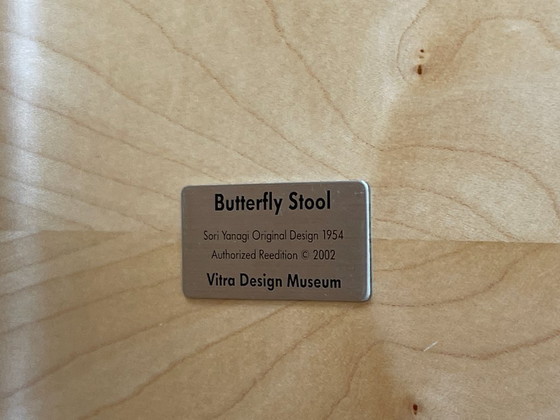 Butterfly Stool
Sori Yanagi Original Design 1954
Authorized Reedition © 2002
Vitra Design Museum